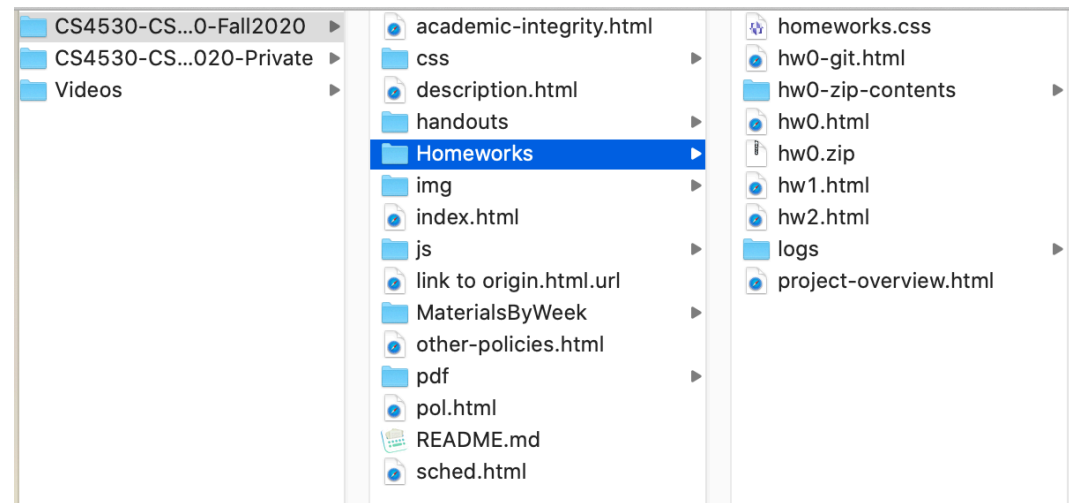 CS4530-CS...0-Fall2020
CS4530-CS...020-Private
Videos
academic-integrity.html
css
description.html
handouts
Homeworks
img
index.html
js
link to origin.html.url
MaterialsByWeek
other-policies.html
pdf
pol.html
README.md
sched.html
homeworks.css
hw0-git.html
hw0-zip-contents
hw0.html
hw0.zip
hw1.html
hw2.html
logs
project-overview.html